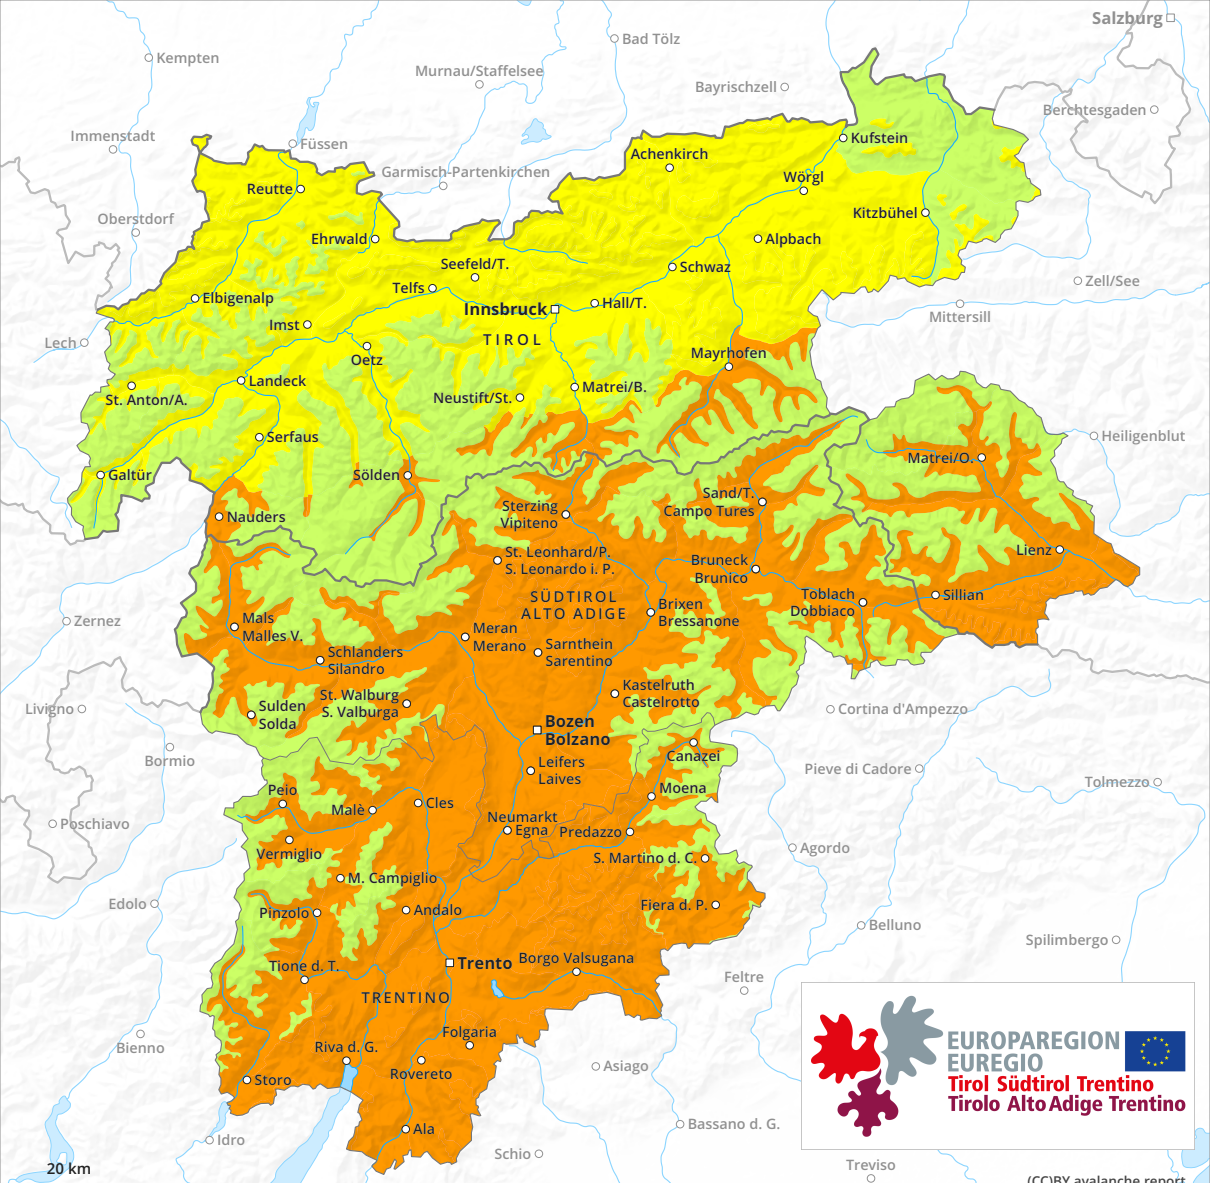 Salzburg
Bad Tölz
Kempten
Murnau/Staffelsee
Bayrischzell
Berchtesgaden
Immenstadt
Füssen
Kufstein
Achenkirch
Garmisch-Partenkirchen
Wörgl
Reutte
Oberstdorf
Kitzbühel
Ehrwald
Alpbach
Seefeld/T.
Schwaz
Zell/See
Telfs
Elbigenalp
Hall/T.
Innsbruck
Mittersill
Imst
TIROL
Lech
Oetz
Mayrhofen
Landeck
Matrei/B.
St. Anton/A.
Neustift/St.
Serfaus
Heiligenblut
Matrei/O.
Galtür
Sölden
Sand/T.
Campo Tures
Sterzing
Vipiteno
Nauders
St. Leonhard/P.
S. Leonardo i. P.
Lienz
Bruneck
Brunico
SÜDTIROL
ALTO ADIGE
Toblach
Dobbiaco
Sillian
Brixen
Bressanone
Zernez
Mals
Malles V.
Meran
Merano
Sarnthein
Sarentino
Schlanders
Silandro
Kastelruth
Castelrotto
St. Walburg
S. Valburga
Livigno
Sulden
Solda
Cortina d'Ampezzo
Bozen
Bolzano
Bormio
Canazei
Leifers
Laives
Pieve di Cadore
Tolmezzo
Peio
Moena
Malè
Cles
Poschiavo
Neumarkt
Egna
Predazzo
Vermiglio
S. Martino d. C.
Agordo
M. Campiglio
Edolo
Pinzolo
Andalo
Fiera d. P.
Belluno
Spilimbergo
Trento
Borgo Valsugana
Tione d. T.
Feltre
TRENTINO
Folgaria
Bienno
Riva d. G.
EUROPAREGION
EUREGIO
Rovereto
Asiago
Storo
Tirol Südtirol Trentino
Tirolo Alto Adige Trentino
Ala
Bassano d. G.
Idro
Schio
20 km
Treviso
(CC)BY avalanche.report